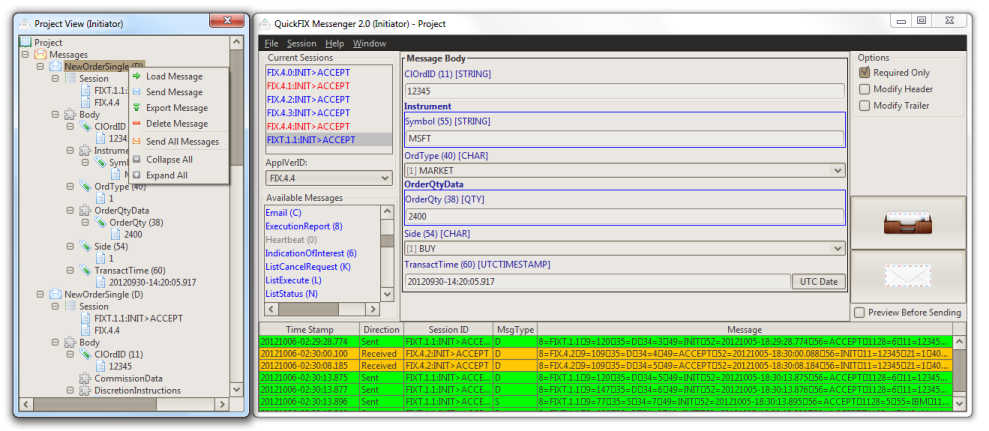 Project View (Initiator)
Project
Messages
NewOrderSingle (D)
Session
FIXT.1.1:
FIX.4.4
Body
ClOrdID
1234
Instrume
Symb
M
OrdType (40)
1
OrderQtyData
OrderQty (38)
2400
Side (54)
1
TransactTime (60)
20120930-14:20:05.917
NewOrderSingle (D)
Session
FIXT.1.1:INIT>ACCEPT
FIX.4.4
Body
ClOrdID (11)
12345
CommissionData
DiscretionInstructions
Load Message
Send Message
Export Message
Delete Message
Send All Messages
Collapse All
Expand All
QuickFIX Messenger 2.0 (Initiator) - Project
File Session Help Window
Current Sessions
FIX.4.0:INIT>ACCEPT
FIX.4.1:INIT>ACCEPT
FIX.4.2:INIT>ACCEPT
FIX.4.3:INIT>ACCEPT
FIX.4.4:INIT>ACCEPT
FIXT.1.1:INIT>ACCEPT
ApplVerID:
FIX.4.4
Available Messages
Email (C)
ExecutionReport (8)
Heartbeat (0)
IndicationOfInterest (6)
ListCancelRequest (K)
ListExecute (L)
ListStatus (N)
Message Body
ClOrdID (11) [STRING]
12345
Instrument
Symbol (55) [STRING]
MSFT
OrdType (40) [CHAR]
[1] MARKET
OrderQtyData
OrderQty (38) [QTY]
2400
Side (54) [CHAR]
[1] BUY
TransactTime (60) [UTCTIMESTAMP]
20120930-14:20:05.917
UTC Date
Options
Required Only
Modify Header
Modify Trailer
Preview Before Sending
Time Stamp Direction Session ID MsgType Message
20121006-02:29:28.774 Sent FIXT.1.1:INIT>ACCE... D 8=FIXT.1.1□9=120□35=D□34=3□49=INIT□52=20121005-18:29:28.774□56=ACCEPT□1128=6□11=12345...
20121006-02:30:00.100 Received FIX.4.2:INIT>ACCEPT D 8=FIX.4.2□9=109□35=D□34=4□49=ACCEPT□52=20121005-18:30:00.088□56=INIT□11=12345□21=1□40...
20121006-02:30:08.185 Received FIX.4.2:INIT>ACCEPT D 8=FIX.4.2□9=109□35=D□34=5□49=ACCEPT□52=20121005-18:30:08.184□56=INIT□11=12345□21=1□40...
20121006-02:30:13.875 Sent FIXT.1.1:INIT>ACCE... D 8=FIXT.1.1□9=120□35=D□34=5□49=INIT□52=20121005-18:30:13.875□56=ACCEPT□1128=6□11=12345...
20121006-02:30:13.877 Sent FIXT.1.1:INIT>ACCE... D 8=FIXT.1.1□9=147□35=D□34=6□49=INIT□52=20121005-18:30:13.877□56=ACCEPT□1128=6□11=12345...
20121006-02:30:13.896 Sent FIXT.1.1:INIT>ACCE... S 8=FIXT.1.1□9=77□35=S□34=7□49=INIT□52=20121005-18:30:13.895□56=ACCEPT□1128=5□55=IBM□11...